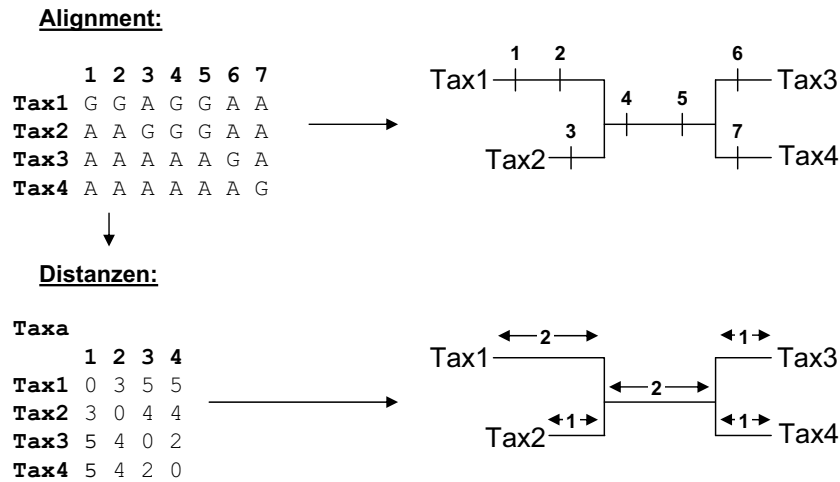 Alignment:
1 2 3 4 5 6 7
Tax1 G G A G G A A
Tax2 A A G G G A A
Tax3 A A A A A G A
Tax4 A A A A A A G
1 2 6
Tax1 Tax3
4 5
3 7
Tax2 Tax4
Distanzen:
Taxa
1 2 3 4
Tax1 0 3 5 5
Tax2 3 0 4 4
Tax3 5 4 0 2
Tax4 5 4 2 0
2 1
Tax1 Tax3
2
1 1
Tax2 Tax4